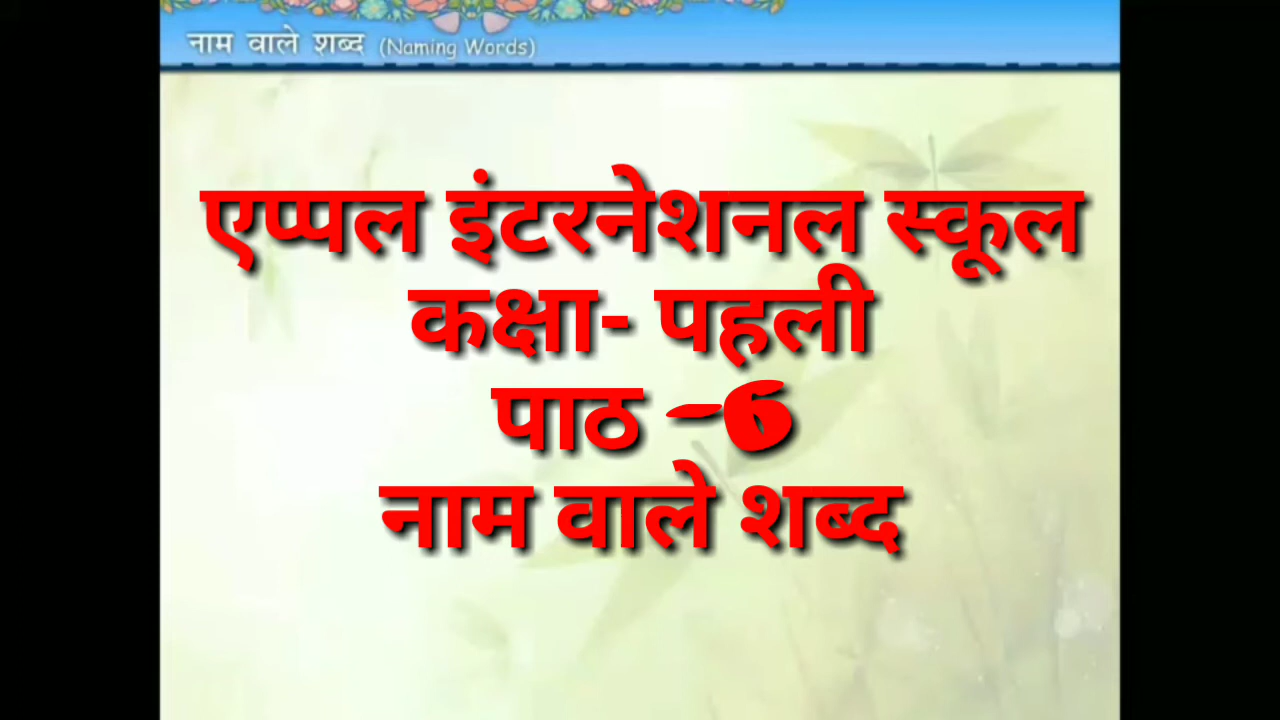 नाम वाले शब्द (Naming Words)
एप्पल इंटरनेशनल स्कूल
कक्षा- पहली
पाठ -6
नाम वाले शब्द